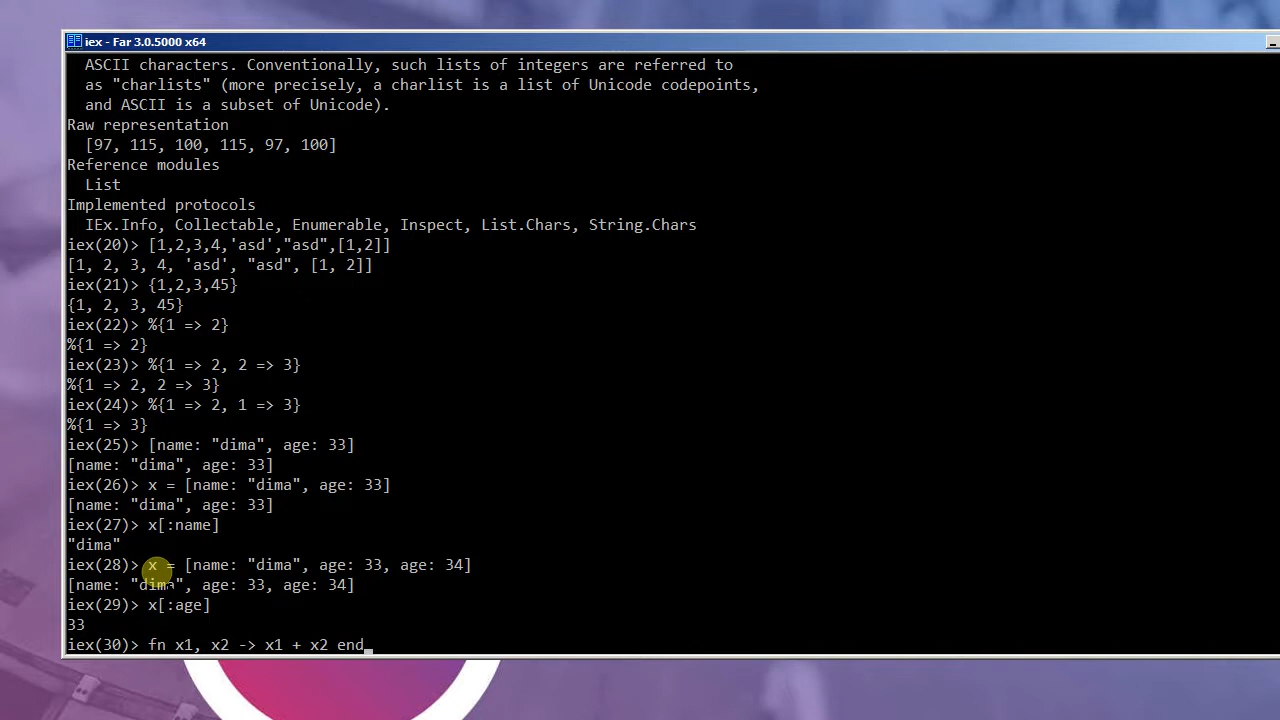 iex - Far 3.0.5000 x64
ASCII characters. Conventionally, such lists of integers are referred to
as "charlists" (more precisely, a charlist is a list of Unicode codepoints,
and ASCII is a subset of Unicode).
Raw representation
[97, 115, 100, 115, 97, 100]
Reference modules
List
Implemented protocols
IEx.Info, Collectable, Enumerable, Inspect, List.Chars, String.Chars
iex(20)> [1,2,3,4,'asd',"asd",[1,2]]
[1, 2, 3, 4, 'asd', "asd", [1, 2]]
iex(21)> {1,2,3,45}
{1, 2, 3, 45}
iex(22)> %{1 => 2}
%{1 => 2}
iex(23)> %{1 => 2, 2 => 3}
%{1 => 2, 2 => 3}
iex(24)> %{1 => 2, 1 => 3}
%{1 => 3}
iex(25)> [name: "dima", age: 33]
[name: "dima", age: 33]
iex(26)> x = [name: "dima", age: 33]
[name: "dima", age: 33]
iex(27)> x[:name]
"dima"
iex(28)> x = [name: "dima", age: 33, age: 34]
[name: "dima", age: 33, age: 34]
iex(29)> x[:age]
33
iex(30)> fn x1, x2 -> x1 + x2 end